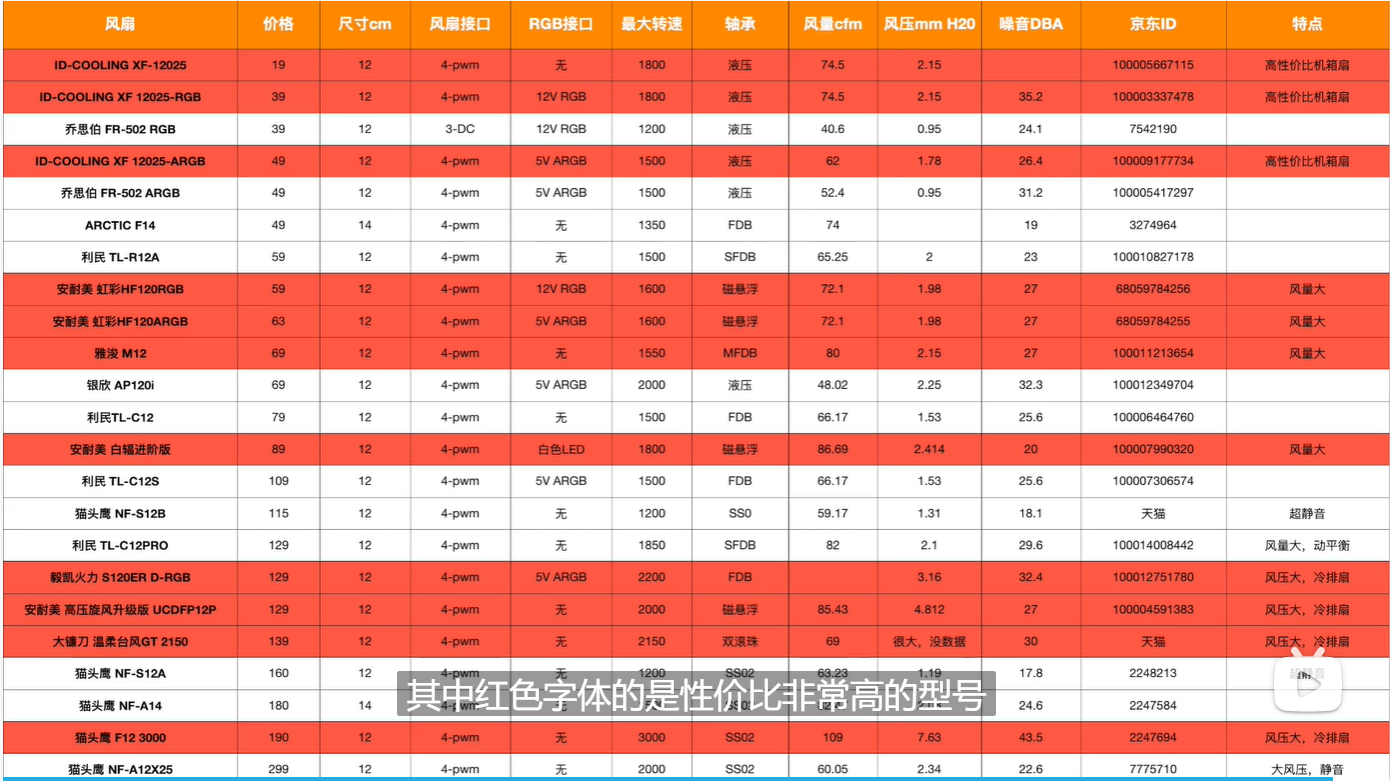 风扇 价格 尺寸cm 风扇接口 RGB接口 最大转速 轴承 风量cfm 风压mm H20 噪音DBA 京东ID 特点
ID-COOLING XF-12025 19 12 4-pwm 无 1800 液压 74.5 2.15 100005667115 高性价比机箱扇
ID-COOLING XF 12025-RGB 39 12 4-pwm 12V RGB 1800 液压 74.5 2.15 35.2 100003337478 高性价比机箱扇
乔思伯 FR-502 RGB 39 12 3-DC 12V RGB 1200 液压 40.6 0.95 24.1 7542190
ID-COOLING XF 12025-ARGB 49 12 4-pwm 5V ARGB 1500 液压 62 1.78 26.4 100009177734 高性价比机箱扇
乔思伯 FR-502 ARGB 49 12 4-pwm 5V ARGB 1500 液压 52.4 0.95 31.2 100005417297
ARCTIC F14 49 14 4-pwm 无 1350 FDB 74 19 3274964
利民 TL-R12A 59 12 4-pwm 无 1500 SFDB 65.25 2 23 100010827178
安耐美 虹彩HF120RGB 59 12 4-pwm 12V RGB 1600 磁悬浮 72.1 1.98 27 68059784256 风量大
安耐美 虹彩HF120ARGB 63 12 4-pwm 5V ARGB 1600 磁悬浮 72.1 1.98 27 68059784255 风量大
雅浚 M12 69 12 4-pwm 无 1550 MFDB 80 2.15 27 100011213654 风量大
银欣 AP120i 69 12 4-pwm 5V ARGB 2000 液压 48.02 2.25 32.3 100012349704
利民TL-C12 79 12 4-pwm 无 1500 FDB 66.17 1.53 25.6 100006464760
安耐美 白辐进阶版 89 12 4-pwm 白色LED 1800 磁悬浮 86.69 2.414 20 100007990320 风量大
利民 TL-C12S 109 12 4-pwm 5V ARGB 1500 FDB 66.17 1.53 25.6 100007306574
猫头鹰 NF-S12B 115 12 4-pwm 无 1200 SS0 59.17 1.31 18.1 天猫 超静音
利民 TL-C12PRO 129 12 4-pwm 无 1850 SFDB 82 2.1 29.6 100014008442 风量大，动平衡
毅凯火力 S120ER D-RGB 129 12 4-pwm 5V ARGB 2200 FDB 3.16 32.4 100012751780 风压大，冷排扇
安耐美 高压旋风升级版 UCDFP12P 129 12 4-pwm 无 2000 磁悬浮 85.43 4.812 27 100004591383 风压大，冷排扇
大镰刀 温柔台风GT 2150 139 12 4-pwm 无 2150 双滚珠 69 很大，没数据 30 天猫 风压大，冷排扇
猫头鹰 NF-S12A 160 12 4-pwm 无 1200 SS02 63.23 1.19 17.8 2248213 超静音
其中红色字体的是性价比非常高的型号
猫头鹰 NF-A14 180 14 24.6 2247584
猫头鹰 F12 3000 190 12 4-pwm 无 3000 SS02 109 7.63 43.5 2247694 风压大，冷排扇
猫头鹰 NF-A12X25 299 12 4-pwm 无 2000 SS02 60.05 2.34 22.6 7775710 大风压，静音